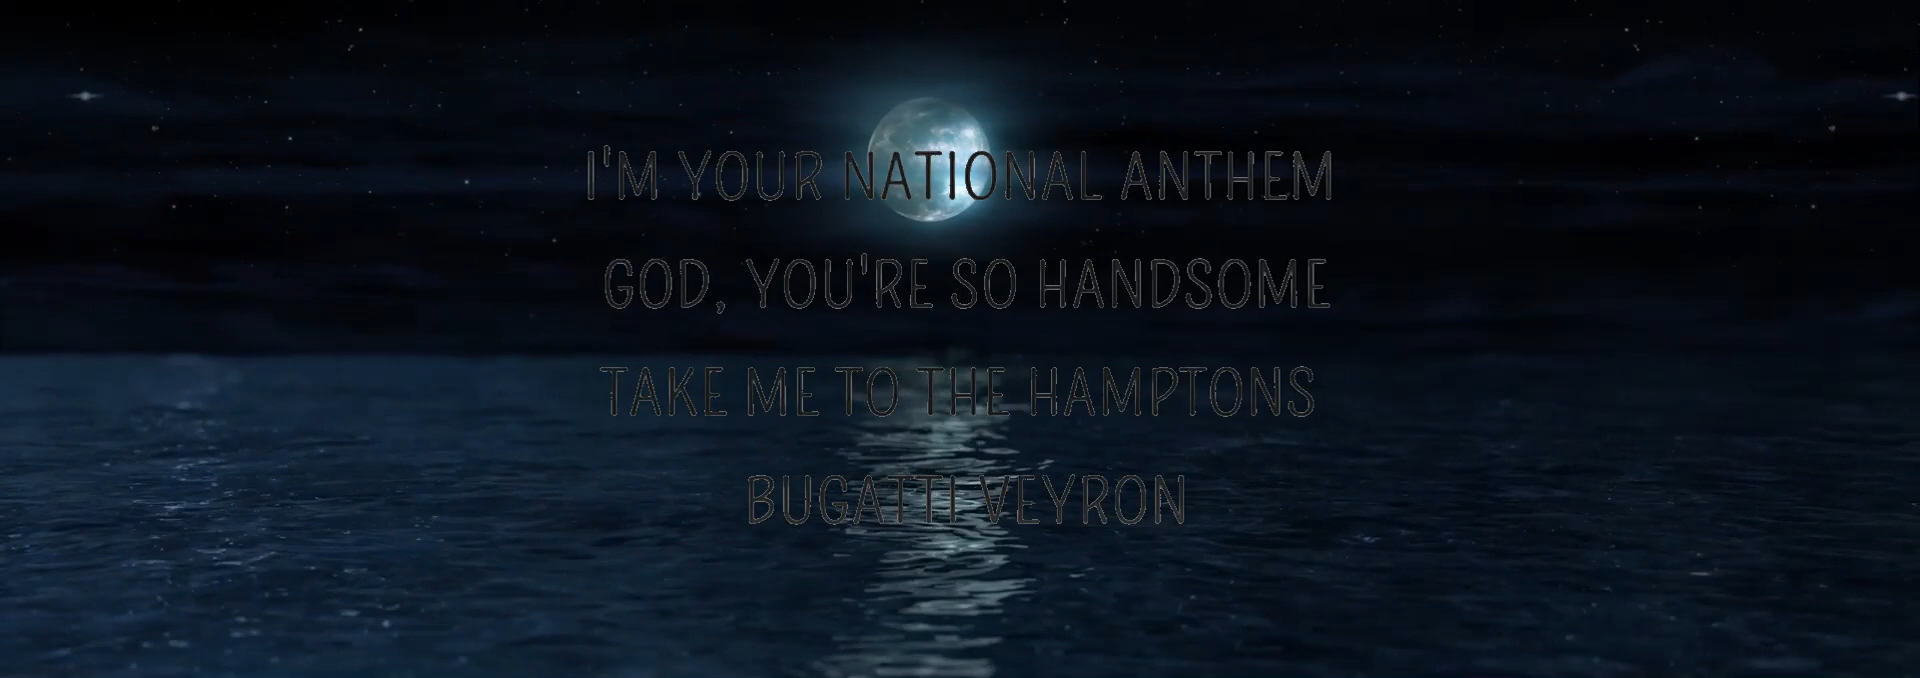 I'M YOUR NATIONAL ANTHEM
GOD, YOU'RE SO HANDSOME
TAKE ME TO THE HAMPTONS
BUGATTI VEYRON